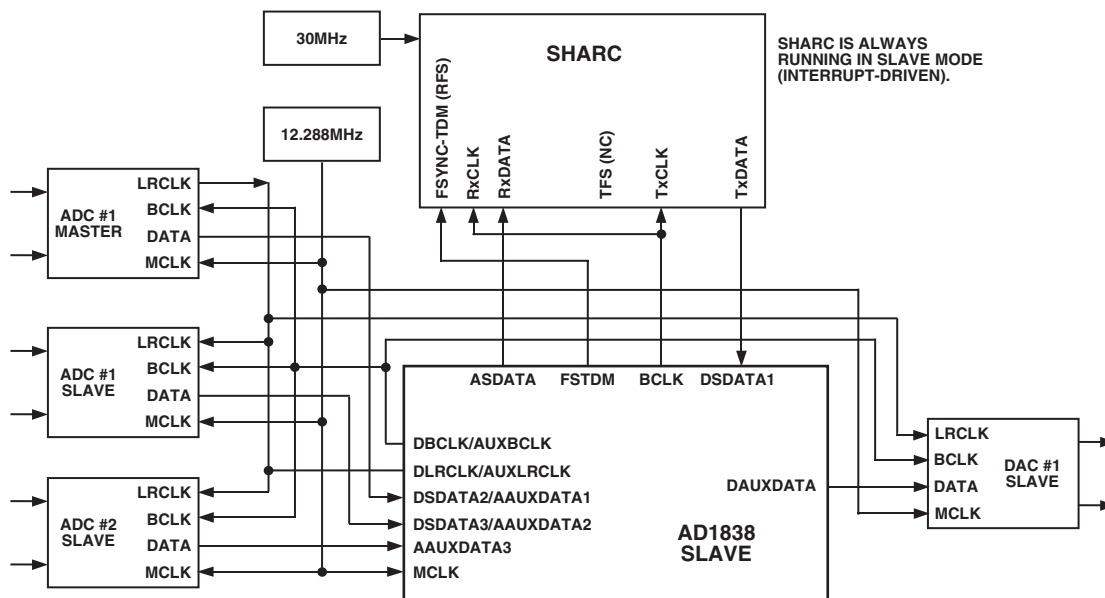 30MHz
SHARC
SHARC IS ALWAYS
RUNNING IN SLAVE MODE
(INTERRUPT-DRIVEN).
12.288MHz
FSYNC-TDM (RFS)
RxCLK
RxDATA
TFS (NC)
TxCLK
TxDATA
ADC #1
MASTER
LRCLK
BCLK
DATA
MCLK
ADC #1
SLAVE
LRCLK
BCLK
DATA
MCLK
ADC #2
SLAVE
LRCLK
BCLK
DATA
MCLK
ASDATA
FSTDM
BCLK
DSDATA1
DBCLK/AUXBCLK
DLRCLK/AUXLRCLK
DSDATA2/AAUXDATA1
DSDATA3/AAUXDATA2
AAUXDATA3
MCLK
DAUXDATA
AD1838
SLAVE
LRCLK
BCLK
DATA
MCLK
DAC #1
SLAVE